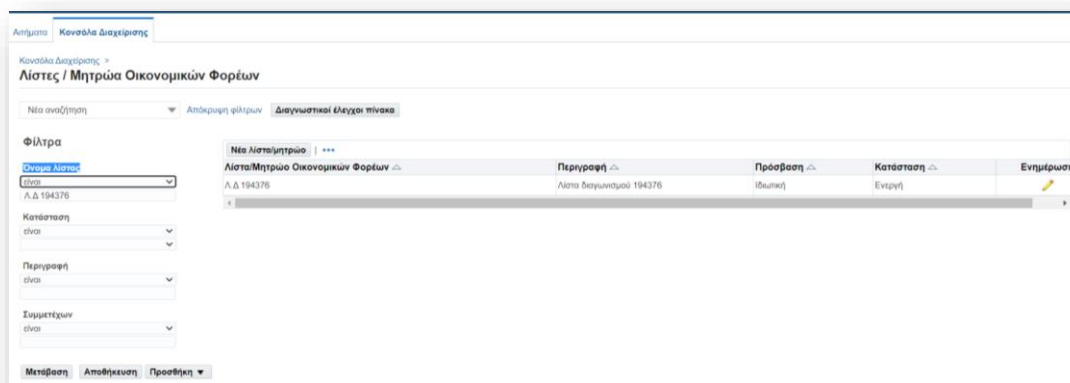 Αιτήματα Κονσόλα Διαχείρισης
Κονσόλα Διαχείρισης >
Λίστες / Μητρώα Οικονομικών Φορέων
Νέα αναζήτηση Απόκρυψη φίλτρων Διαγνωστικοί έλεγχοι πίνακα
Φίλτρα
Νέα λίστα/μητρώο | •••
Όνομα λίστας
Λίστα/Μητρώο Οικονομικών Φορέων Περιγραφή Πρόσβαση Κατάσταση Ενημέρωση
είναι
Λ.Δ 194376 Λίστα διαγωνισμού 194376 Ιδιωτική Ενεργή
Λ.Δ 194376
Κατάσταση
είναι
Περιγραφή
είναι
Συμμετέχων
είναι
Μετάβαση Αποθήκευση Προσθήκη